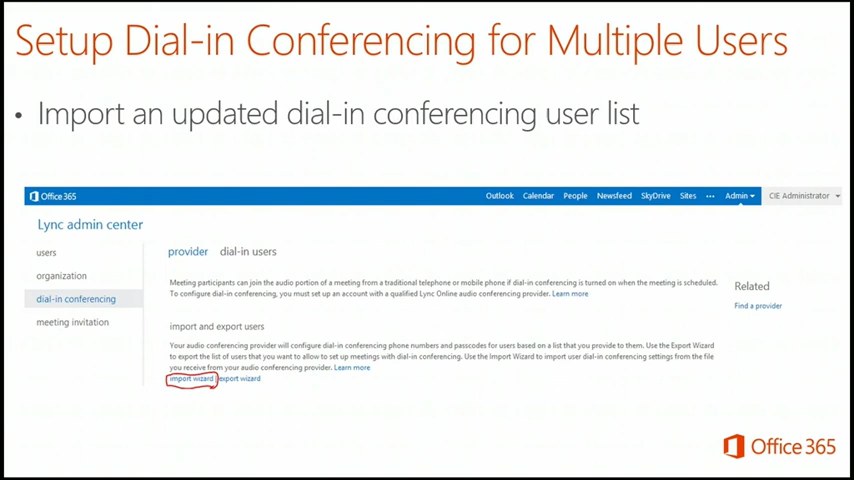 Setup Dial-in Conferencing for Multiple Users
• Import an updated dial-in conferencing user list
Office 365
Outlook Calendar People Newsfeed SkyDrive Sites ••• Admin CIE Administrator
Lync admin center
users
organization
dial-in conferencing
meeting invitation
provider dial-in users
Meeting participants can join the audio portion of a meeting from a traditional telephone or mobile phone if dial-in conferencing is turned on when the meeting is scheduled.
To configure dial-in conferencing, you must set up an account with a qualified Lync Online audio conferencing provider. Learn more
import and export users
Your audio conferencing provider will configure dial-in conferencing phone numbers and passcodes for users based on a list that you provide to them. Use the Export Wizard
to export the list of users that you want to allow to set up meetings with dial-in conferencing. Use the Import Wizard to import user dial-in conferencing settings from the file
you receive from your audio conferencing provider. Learn more
import wizard | export wizard
Related
Find a provider
Office 365